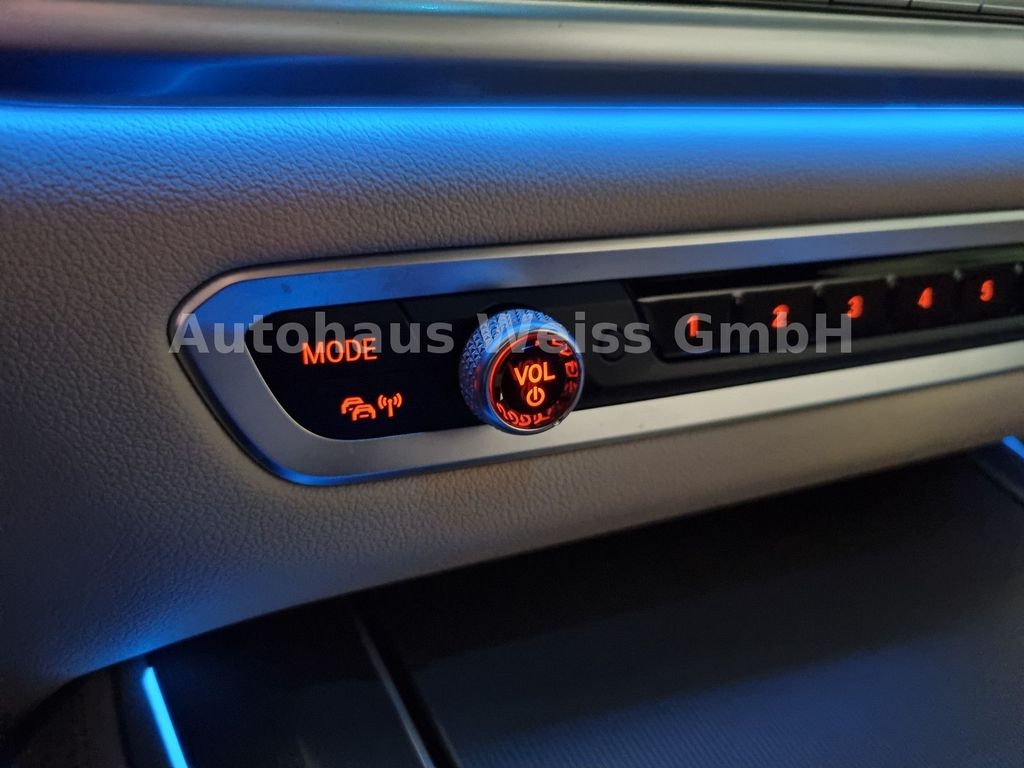 Autohaus Weiss GmbH
MODE
VOL
1 2 3 4 5